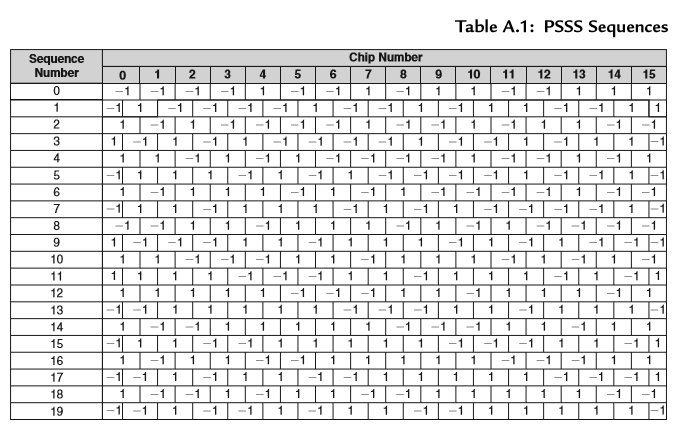 Table A.1: PSSS Sequences
Sequence Number Chip Number
0 1 2 3 4 5 6 7 8 9 10 11 12 13 14 15
0 −1 −1 −1 −1 1 −1 −1 1 −1 1 1 −1 −1 1 1 1
1 −1 1 −1 −1 −1 −1 1 −1 −1 1 −1 1 1 −1 −1 1 1
2 1 −1 1 −1 −1 −1 −1 1 −1 −1 1 −1 1 1 −1 −1
3 1 −1 1 −1 1 −1 −1 −1 −1 1 −1 −1 1 −1 1 1 −1
4 1 1 −1 1 −1 1 −1 −1 −1 −1 1 −1 −1 1 −1 1
5 −1 1 1 1 −1 1 −1 1 −1 −1 −1 −1 1 −1 −1 1 −1
6 1 −1 1 1 1 −1 1 −1 1 −1 −1 −1 −1 1 −1 −1
7 −1 1 1 −1 1 1 1 −1 1 −1 1 −1 −1 −1 −1 1 −1
8 −1 −1 1 1 −1 1 1 1 −1 1 −1 1 −1 −1 −1 −1
9 1 −1 −1 −1 1 1 −1 1 1 1 −1 1 −1 1 −1 −1 −1
10 1 1 −1 −1 −1 1 1 −1 1 1 1 −1 1 −1 1 −1
11 1 1 1 1 −1 −1 −1 1 1 −1 1 1 1 −1 1 −1 1
12 1 1 1 1 1 −1 −1 −1 1 1 −1 1 1 1 −1 1
13 −1 −1 1 1 1 1 1 −1 −1 −1 1 1 −1 1 1 1 −1
14 1 −1 −1 1 1 1 1 1 −1 −1 −1 1 1 −1 1 1
15 −1 1 1 −1 −1 1 1 1 1 1 −1 −1 −1 1 1 −1 1
16 1 −1 1 1 −1 −1 1 1 1 1 1 −1 −1 −1 1 1
17 −1 −1 1 −1 1 1 −1 −1 1 1 1 1 1 −1 −1 −1 1
18 1 −1 −1 1 −1 1 1 −1 −1 1 1 1 1 1 −1 −1
19 −1 −1 1 −1 −1 1 −1 1 1 −1 −1 1 1 1 1 1 −1